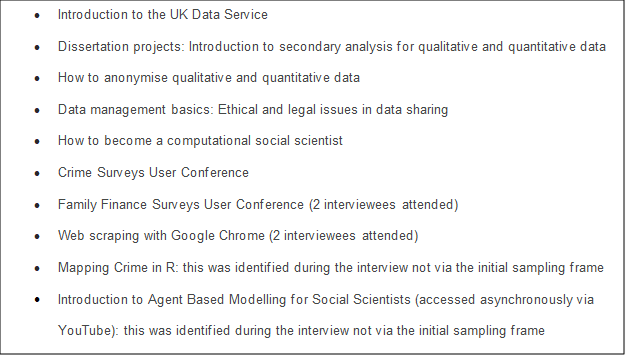 • Introduction to the UK Data Service
• Dissertation projects: Introduction to secondary analysis for qualitative and quantitative data
• How to anonymise qualitative and quantitative data
• Data management basics: Ethical and legal issues in data sharing
• How to become a computational social scientist
• Crime Surveys User Conference
• Family Finance Surveys User Conference (2 interviewees attended)
• Web scraping with Google Chrome (2 interviewees attended)
• Mapping Crime in R: this was identified during the interview not via the initial sampling frame
• Introduction to Agent Based Modelling for Social Scientists (accessed asynchronously via
YouTube): this was identified during the interview not via the initial sampling frame